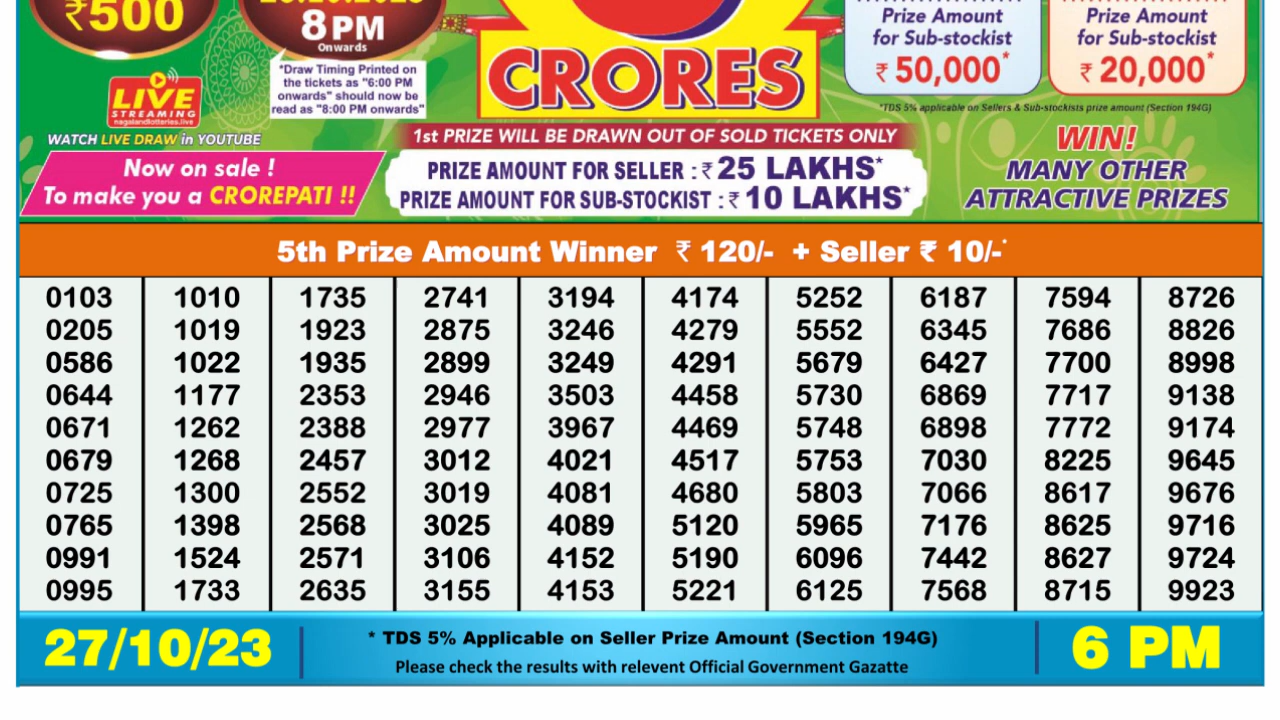 ₹500
8 PM
Onwards
*Draw Timing Printed on
the tickets as "6:00 PM
onwards" should now be
read as "8:00 PM onwards"
LIVE
STREAMING
nagalandlotteries.live
WATCH LIVE DRAW in YOUTUBE
Now on sale !
To make you a CROREPATI !!
CRORES
1st PRIZE WILL BE DRAWN OUT OF SOLD TICKETS ONLY
PRIZE AMOUNT FOR SELLER : ₹ 25 LAKHS*
PRIZE AMOUNT FOR SUB-STOCKIST : ₹ 10 LAKHS*
Prize Amount
for Sub-stockist
₹ 50,000*
Prize Amount
for Sub-stockist
₹ 20,000*
*TDS 5% applicable on Sellers & Sub-stockists prize amount (Section 194G)
WIN!
MANY OTHER
ATTRACTIVE PRIZES
5th Prize Amount Winner ₹ 120/- + Seller ₹ 10/-*
0103 1010 1735 2741 3194 4174 5252 6187 7594 8726
0205 1019 1923 2875 3246 4279 5552 6345 7686 8826
0586 1022 1935 2899 3249 4291 5679 6427 7700 8998
0644 1177 2353 2946 3503 4458 5730 6869 7717 9138
0671 1262 2388 2977 3967 4469 5748 6898 7772 9174
0679 1268 2457 3012 4021 4517 5753 7030 8225 9645
0725 1300 2552 3019 4081 4680 5803 7066 8617 9676
0765 1398 2568 3025 4089 5120 5965 7176 8625 9716
0991 1524 2571 3106 4152 5190 6096 7442 8627 9724
0995 1733 2635 3155 4153 5221 6125 7568 8715 9923
27/10/23
* TDS 5% Applicable on Seller Prize Amount (Section 194G)
Please check the results with relevent Official Government Gazatte
6 PM